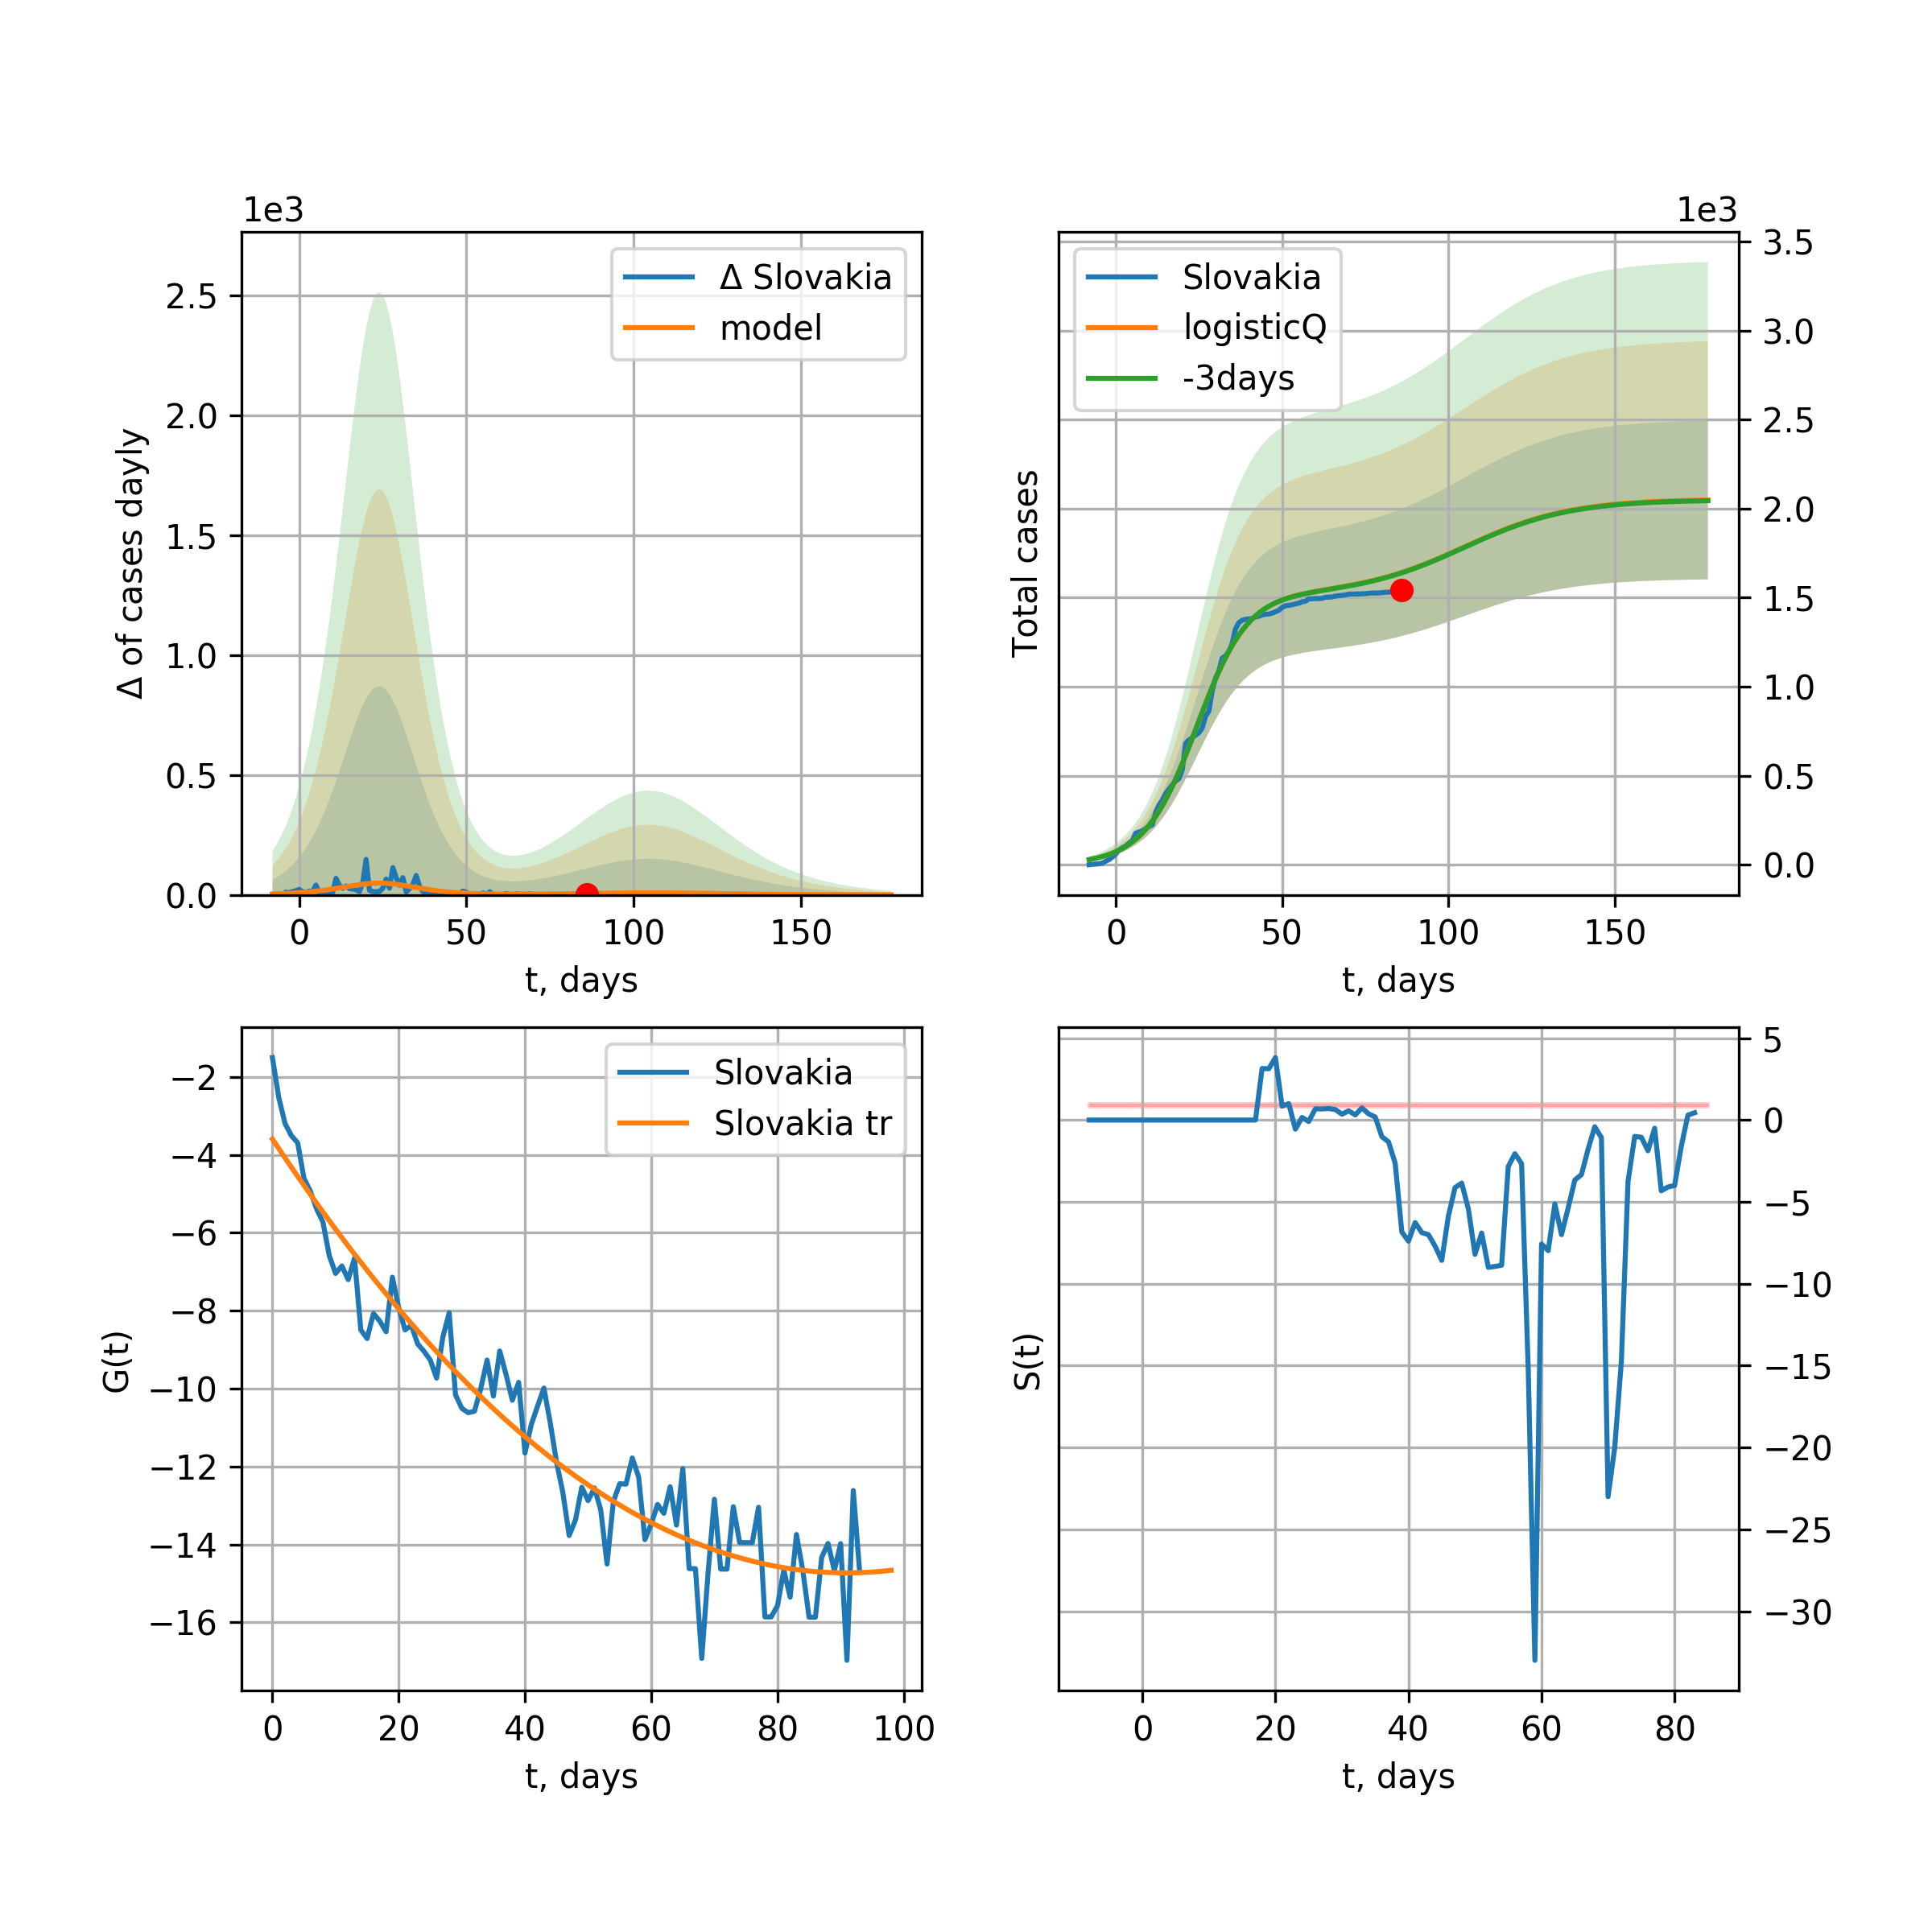 1e3
Δ of cases dayly
2.5
2.0
1.5
1.0
0.5
0.0
Δ Slovakia
model
0 50 100 150
t, days
1e3
Total cases
Slovakia
logisticQ
-3days
3.5
3.0
2.5
2.0
1.5
1.0
0.5
0.0
0 50 100 150
t, days
G(t)
−2
−4
−6
−8
−10
−12
−14
−16
Slovakia
Slovakia tr
0 20 40 60 80 100
t, days
S(t)
5
0
−5
−10
−15
−20
−25
−30
0 20 40 60 80
t, days